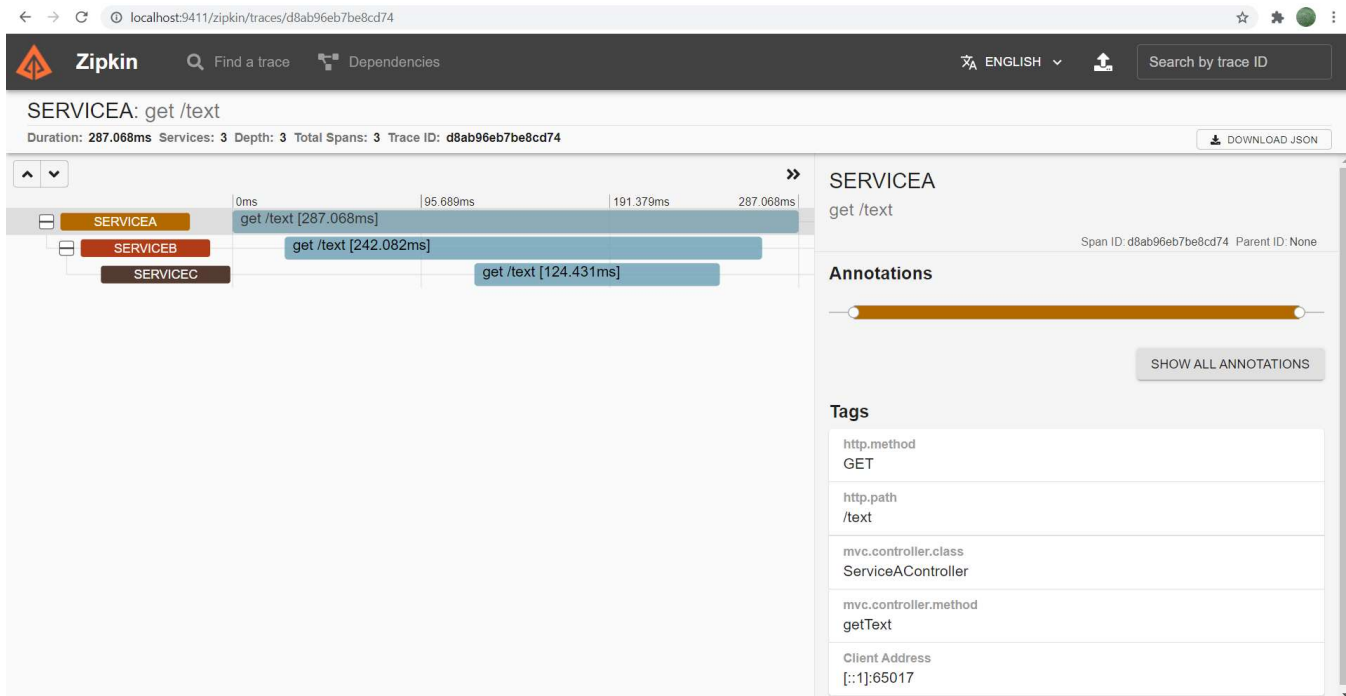 localhost:9411/zipkin/traces/d8ab96eb7be8cd74
Zipkin Find a trace Dependencies ENGLISH Search by trace ID
SERVICEA: get /text
Duration: 287.068ms Services: 3 Depth: 3 Total Spans: 3 Trace ID: d8ab96eb7be8cd74
DOWNLOAD JSON
0ms 95.689ms 191.379ms 287.068ms
SERVICEA get /text [287.068ms]
SERVICEB get /text [242.082ms]
SERVICEC get /text [124.431ms]
SERVICEA
get /text
Span ID: d8ab96eb7be8cd74 Parent ID: None
Annotations
SHOW ALL ANNOTATIONS
Tags
http.method
GET
http.path
/text
mvc.controller.class
ServiceAController
mvc.controller.method
getText
Client Address
[::1]:65017